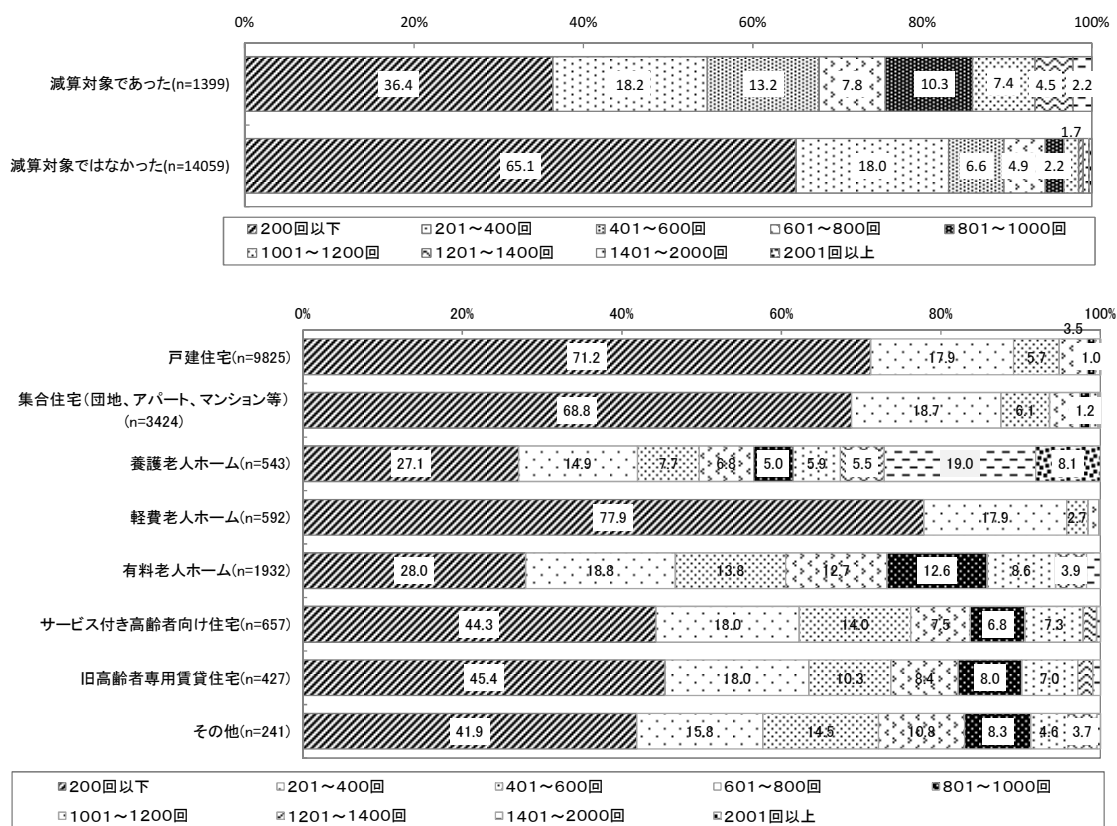 0% 20% 40% 60% 80% 100%
減算対象であった(n=1399) 36.4 18.2 13.2 7.8 10.3 7.4 4.5 2.2
1.7
減算対象ではなかった(n=14059) 65.1 18.0 6.6 4.9 2.2
200回以下 201～400回 401～600回 601～800回 801～1000回
1001～1200回 1201～1400回 1401～2000回 2001回以上
0% 20% 40% 60% 80% 100%
3.5
戸建住宅(n=9825) 71.2 17.9 5.7 1.0
集合住宅（団地、アパート、マンション等）
(n=3424) 68.8 18.7 6.1 1.2
養護老人ホーム(n=543) 27.1 14.9 7.7 6.8 5.0 5.9 5.5 19.0 8.1
軽費老人ホーム(n=592) 77.9 17.9 2.7
有料老人ホーム(n=1932) 28.0 18.8 13.8 12.7 12.6 8.6 3.9
サービス付き高齢者向け住宅(n=657) 44.3 18.0 14.0 7.5 6.8 7.3
旧高齢者専用賃貸住宅(n=427) 45.4 18.0 10.3 8.4 8.0 7.0
その他(n=241) 41.9 15.8 14.5 10.8 8.3 4.6 3.7
200回以下 201～400回 401～600回 601～800回 801～1000回
1001～1200回 1201～1400回 1401～2000回 2001回以上